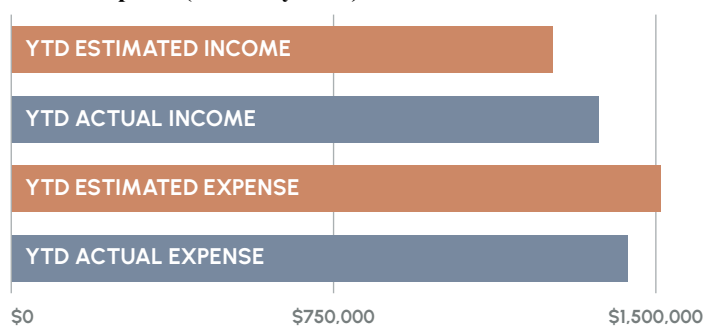 YTD ESTIMATED INCOME
YTD ACTUAL INCOME
YTD ESTIMATED EXPENSE
YTD ACTUAL EXPENSE
$0 $750,000 $1,500,000